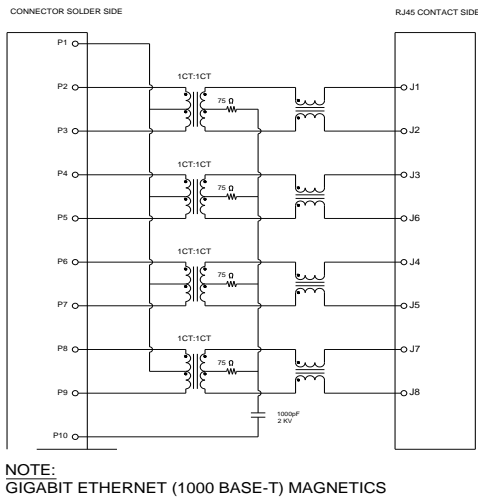 CONNECTOR SOLDER SIDE
RJ45 CONTACT SIDE
P1
1CT:1CT
P2
75 Ω
J1
P3
J2
1CT:1CT
P4
75 Ω
J3
P5
J6
1CT:1CT
P6
75 Ω
J4
P7
J5
1CT:1CT
P8
75 Ω
J7
P9
J8
1000pF
2 KV
P10
NOTE:
GIGABIT ETHERNET (1000 BASE-T) MAGNETICS